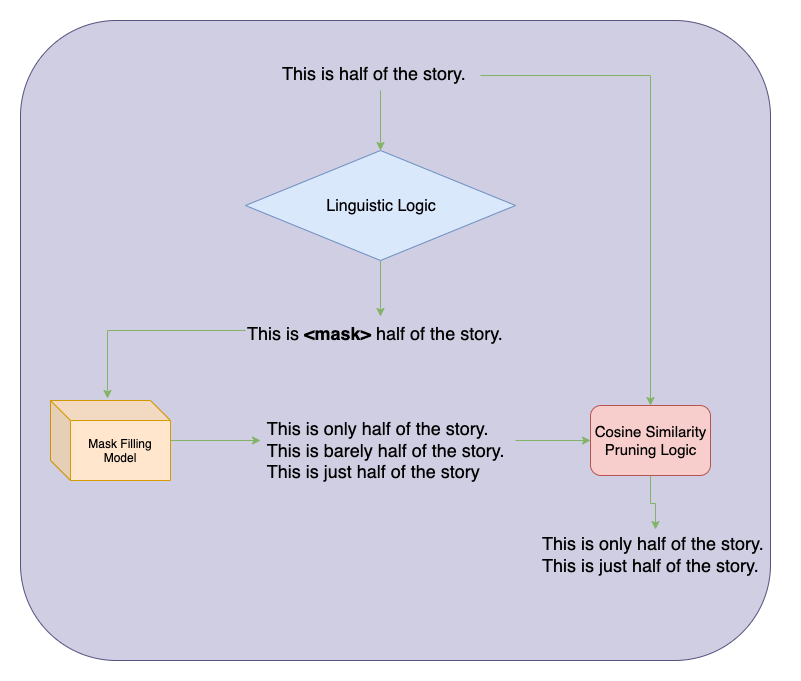 This is half of the story.
Linguistic Logic
This is <mask> half of the story.
Mask Filling
Model
This is only half of the story.
This is barely half of the story.
This is just half of the story
Cosine Similarity
Pruning Logic
This is only half of the story.
This is just half of the story.